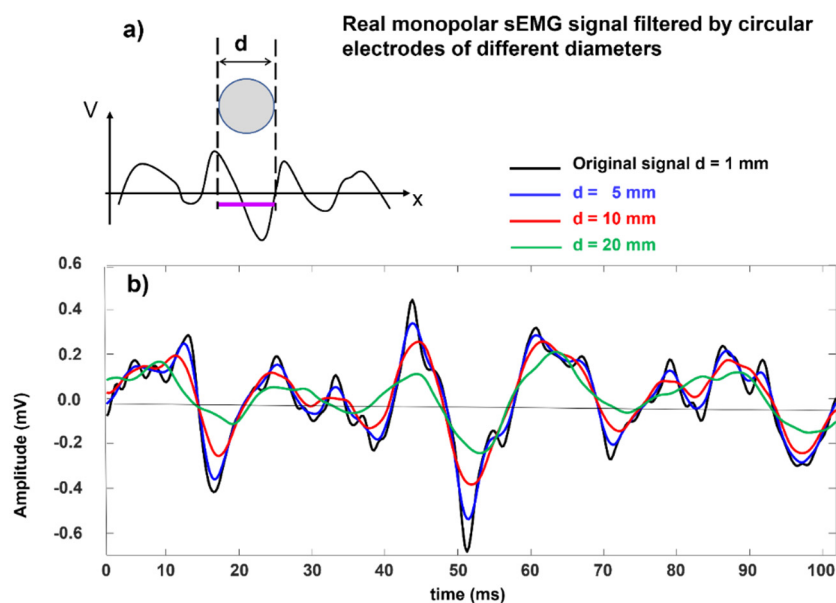 a)
Real monopolar sEMG signal filtered by circular
electrodes of different diameters
d
V
x
Original signal d = 1 mm
d = 5 mm
d = 10 mm
d = 20 mm
b)
0.6
0.4
0.2
0.0
-0.2
-0.4
-0.6
Amplitude (mV)
0 10 20 30 40 50 60 70 80 90 100
time (ms)